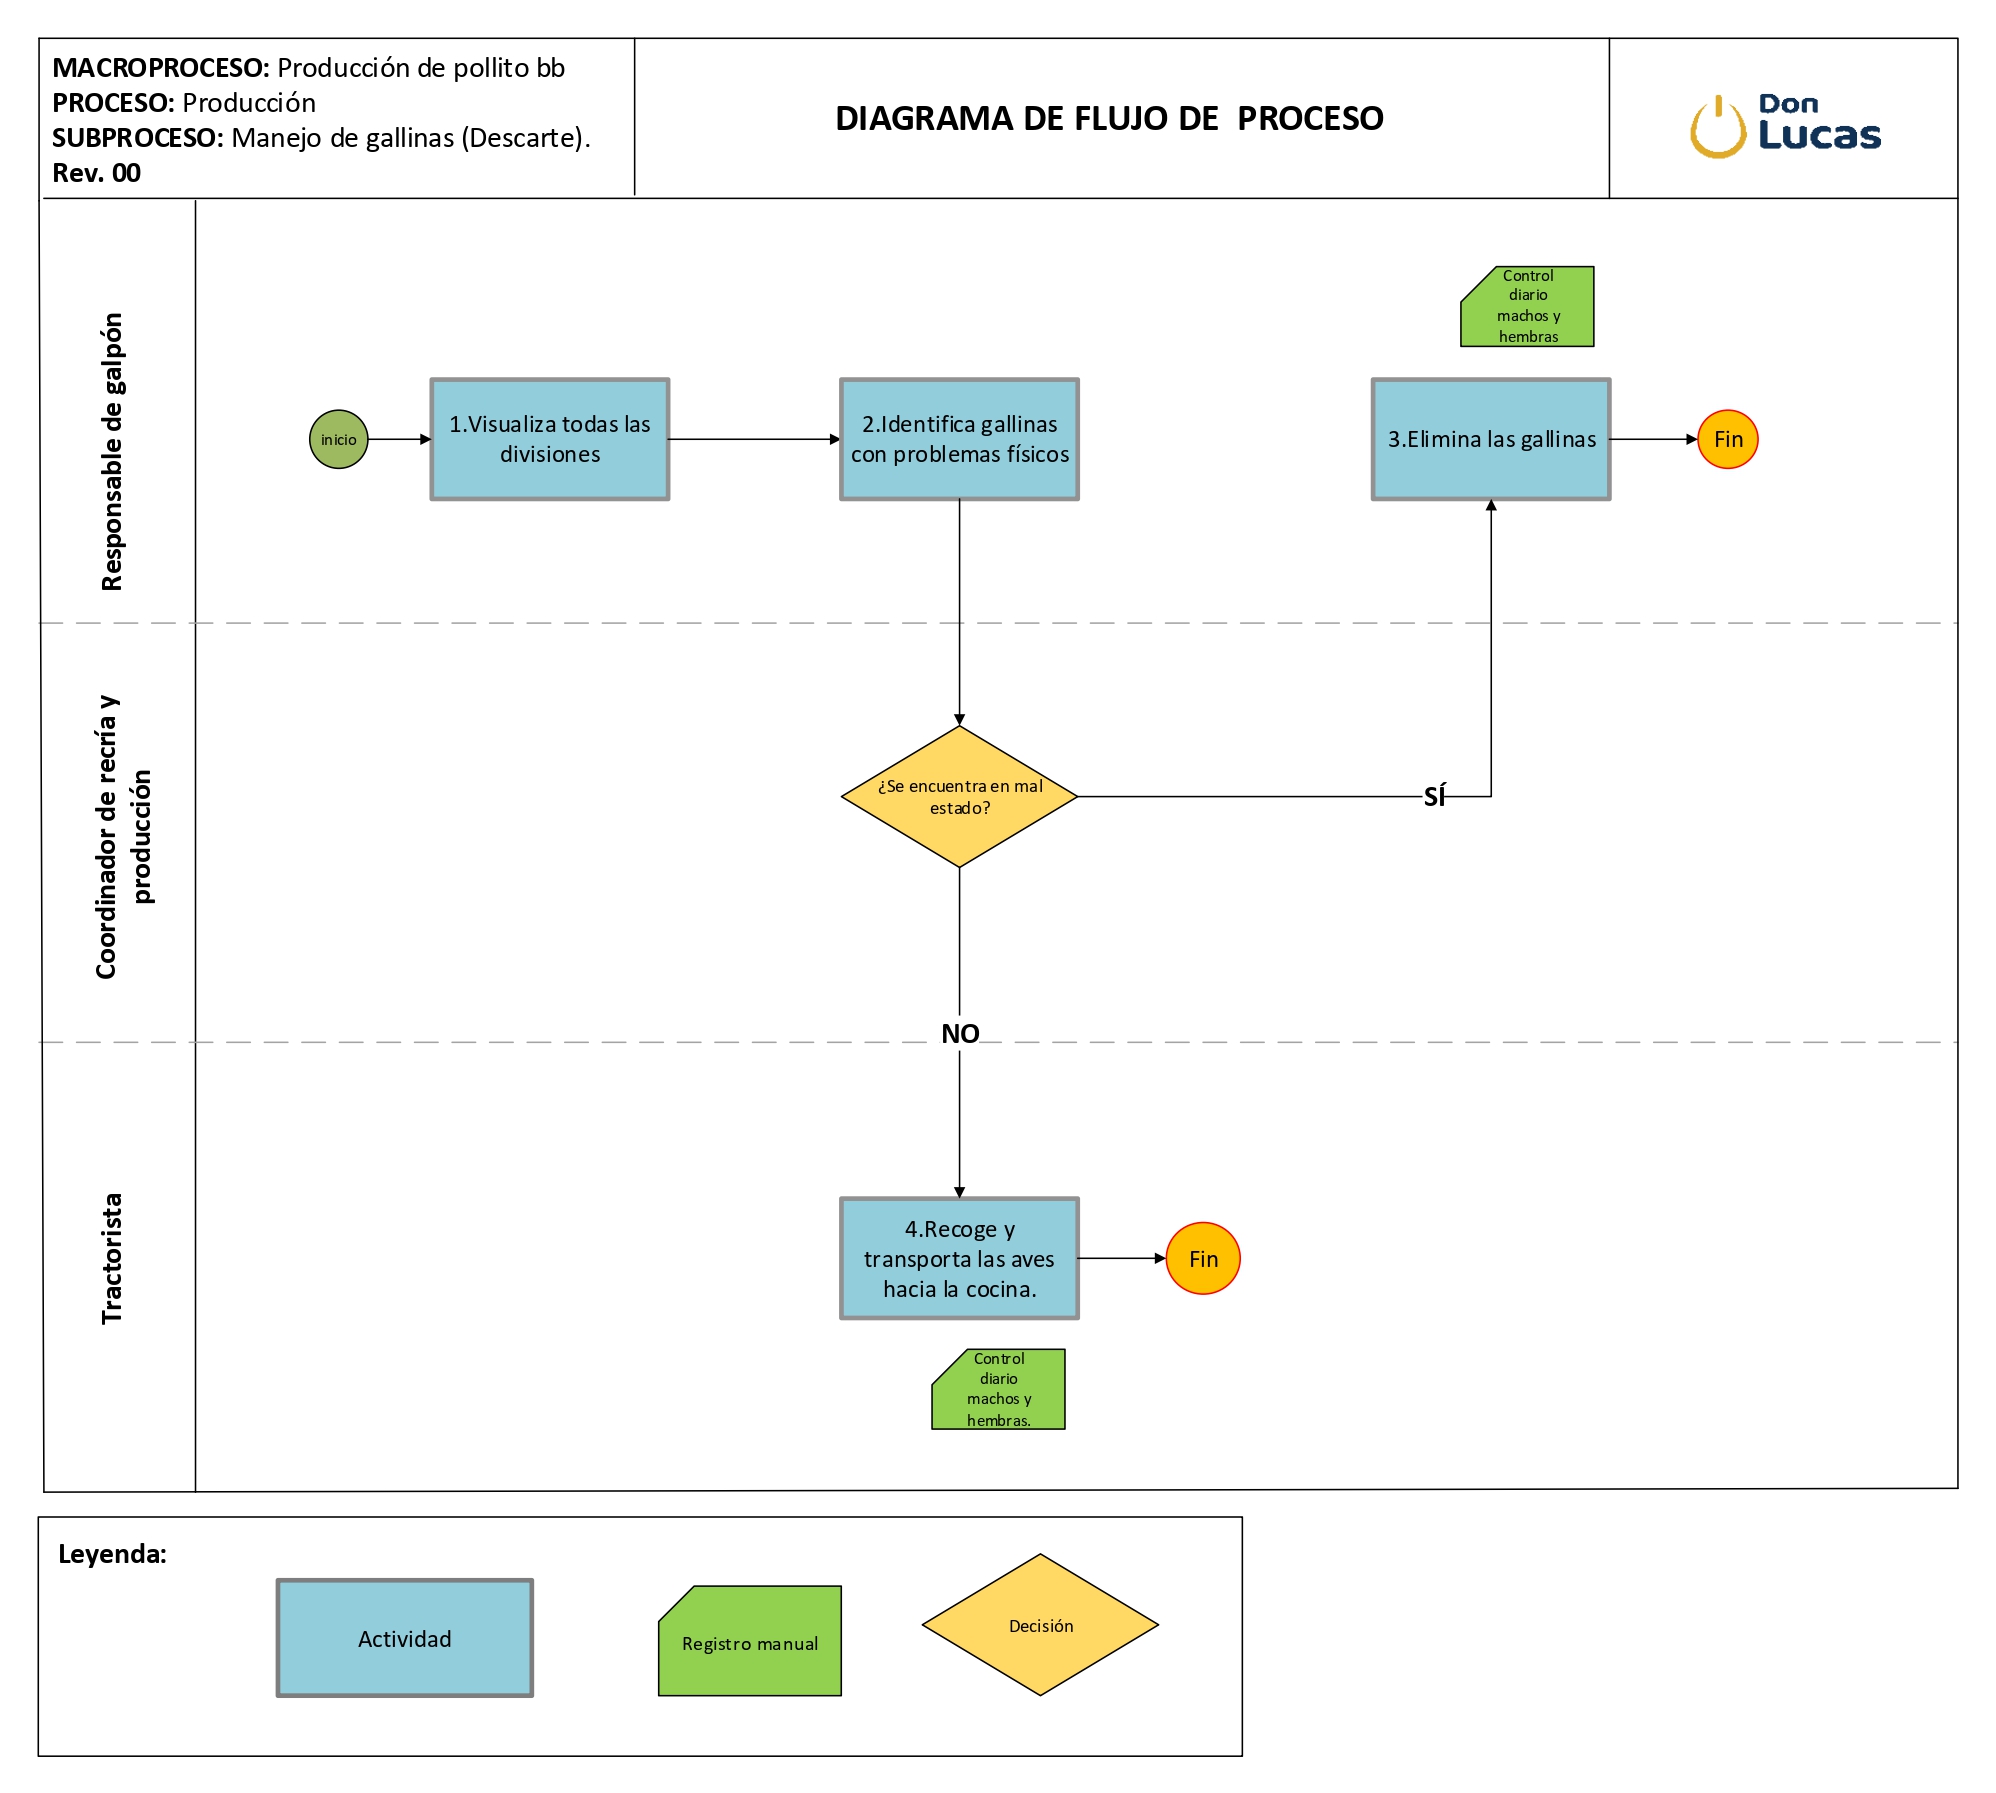 MACROPROCESO: Producción de pollito bb
PROCESO: Producción
SUBPROCESO: Manejo de gallinas (Descarte).
Rev. 00
DIAGRAMA DE FLUJO DE PROCESO
Don
Lucas
Responsable de galpón
inicio
1.Visualiza todas las
divisiones
2.Identifica gallinas
con problemas físicos
Control
diario
machos y
hembras
3.Elimina las gallinas
Fin
Coordinador de recría y
producción
¿Se encuentra en mal
estado?
SÍ
NO
Tractorista
4.Recoge y
transporta las aves
hacia la cocina.
Fin
Control
diario
machos y
hembras.
Leyenda:
Actividad
Registro manual
Decisión